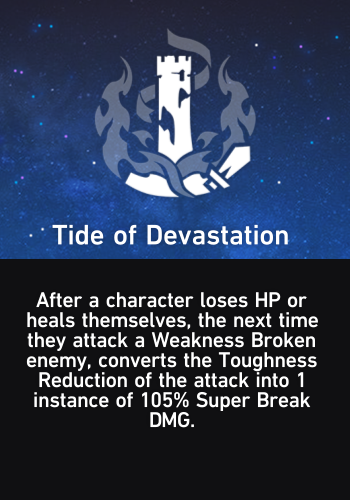 Tide of Devastation
After a character loses HP or
heals themselves, the next time
they attack a Weakness Broken
enemy, converts the Toughness
Reduction of the attack into 1
instance of 105% Super Break
DMG.